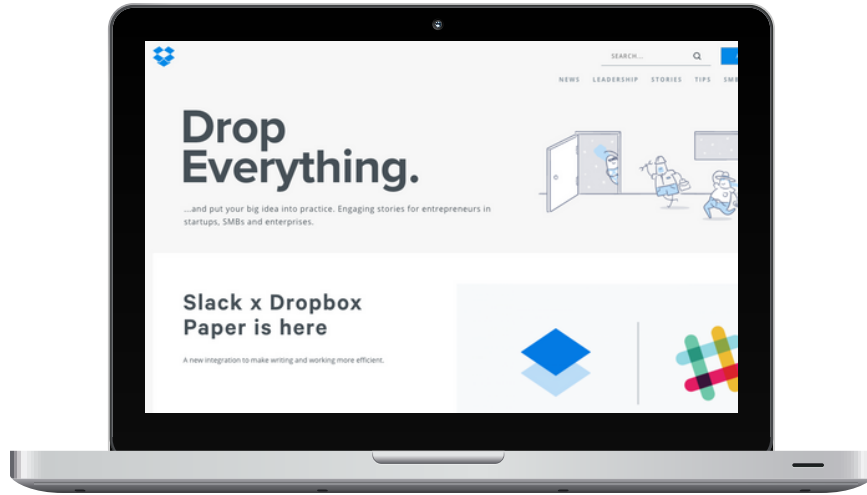 SEARCH...
NEWS LEADERSHIP STORIES TIPS
Drop
Everything.
...and put your big idea into practice. Engaging stories for entrepreneurs in
startups, SMBs and enterprises.
Slack x Dropbox
Paper is here
A new integration to make writing and working more efficient.